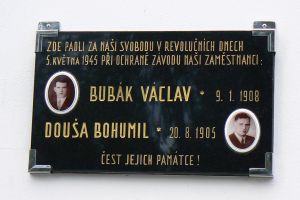 ZDE PADLI ZA NAŠI SVOBODU V REVOLUČNÍCH DNECH
5. KVĚTNA 1945 PŘI OCHRANĚ ZÁVODU NAŠI ZAMĚSTNANCI:
BUBÁK VÁCLAV * 9. 1. 1908
DOUŠA BOHUMIL * 20. 8. 1905
ČEST JEJICH PAMÁTCE!